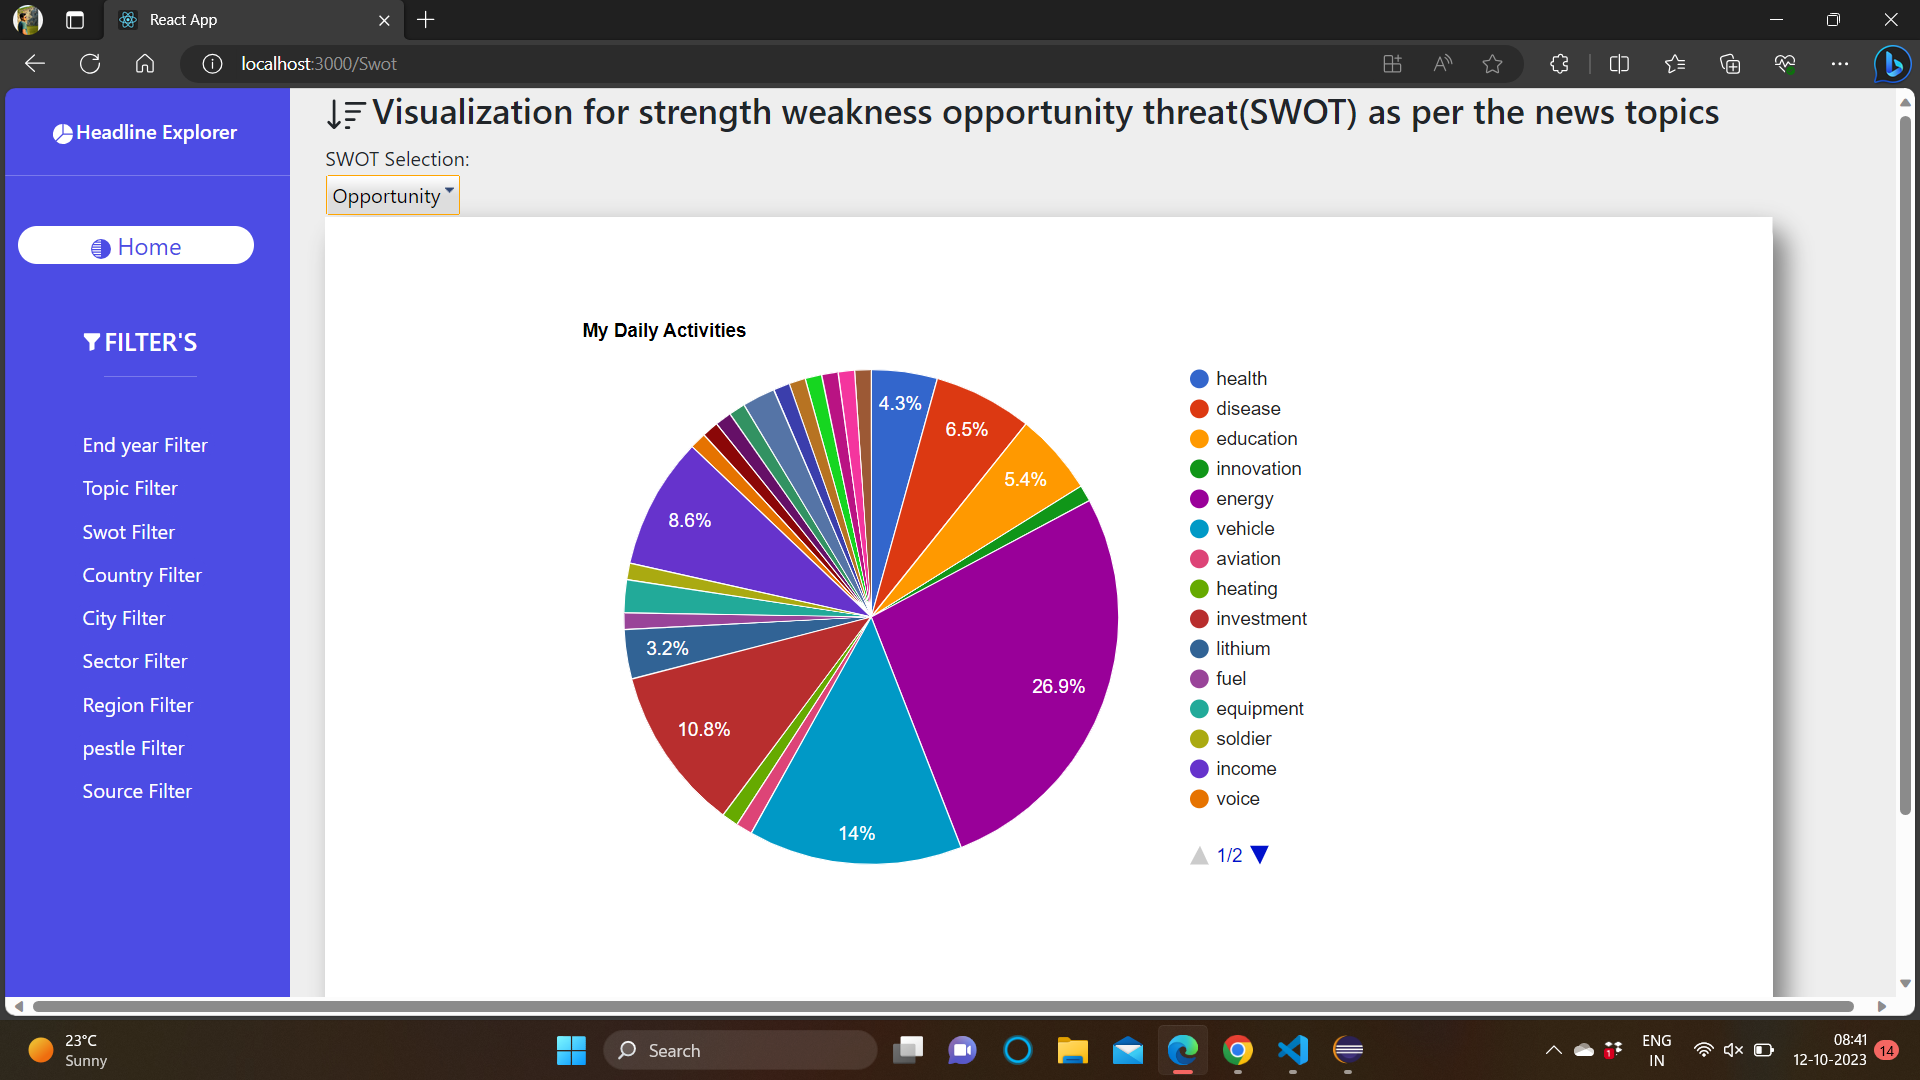 React App
localhost:3000/Swot
Headline Explorer
Home
FILTER'S
End year Filter
Topic Filter
Swot Filter
Country Filter
City Filter
Sector Filter
Region Filter
pestle Filter
Source Filter
Visualization for strength weakness opportunity threat(SWOT) as per the news topics
SWOT Selection:
Opportunity
My Daily Activities
4.3%
6.5%
5.4%
26.9%
14%
10.8%
3.2%
8.6%
health
disease
education
innovation
energy
vehicle
aviation
heating
investment
lithium
fuel
equipment
soldier
income
voice
1/2
23°C
Sunny
Search
1
ENG
IN
08:41
12-10-2023
14